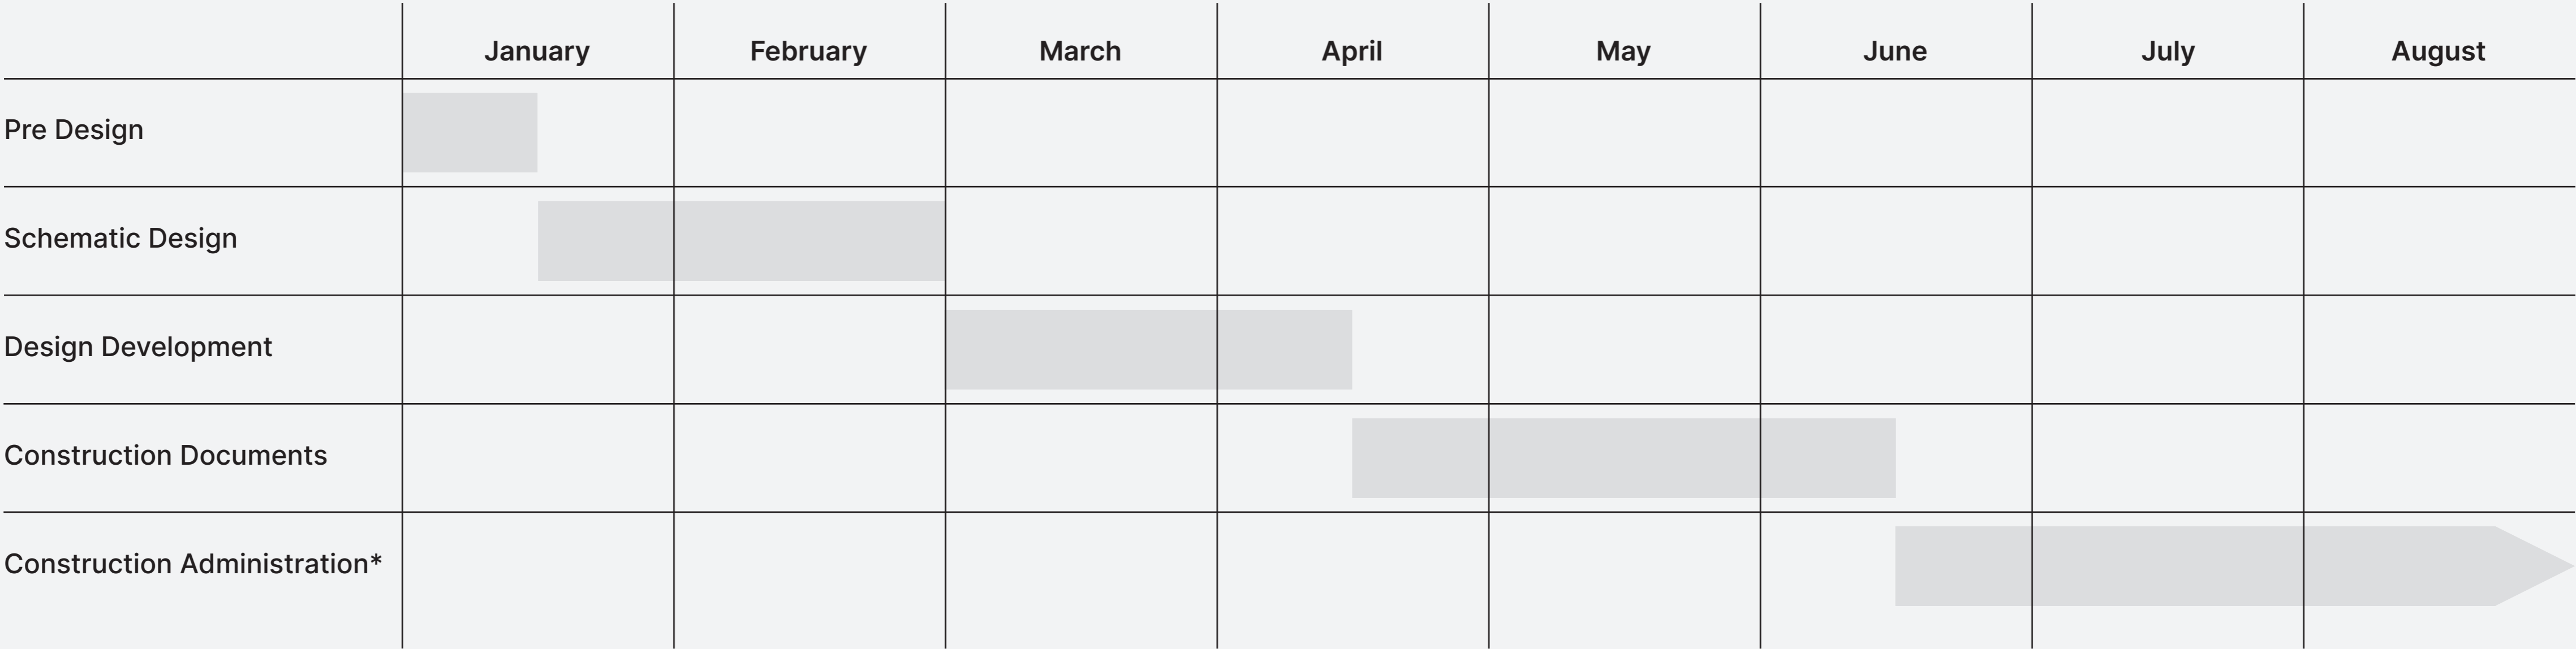 January February March April May June July August
Pre Design
Schematic Design
Design Development
Construction Documents
Construction Administration*